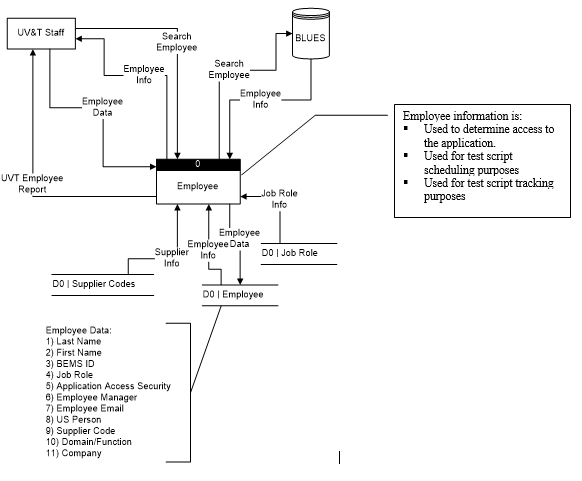 UV&T Staff
BLUES
Search
Employee
Employee
Info
Search
Employee
Employee
Info
Employee
Data
Employee information is:
▪ Used to determine access to
the application.
▪ Used for test script
scheduling purposes
▪ Used for test script tracking
purposes
0
Employee
UVT Employee
Report
Job Role
Info
Supplier
Info
Employee
Info
Employee
Data
D0 | Job Role
D0 | Supplier Codes
D0 | Employee
Employee Data:
1) Last Name
2) First Name
3) BEMS ID
4) Job Role
5) Application Access Security
6) Employee Manager
7) Employee Email
8) US Person
9) Supplier Code
10) Domain/Function
11) Company